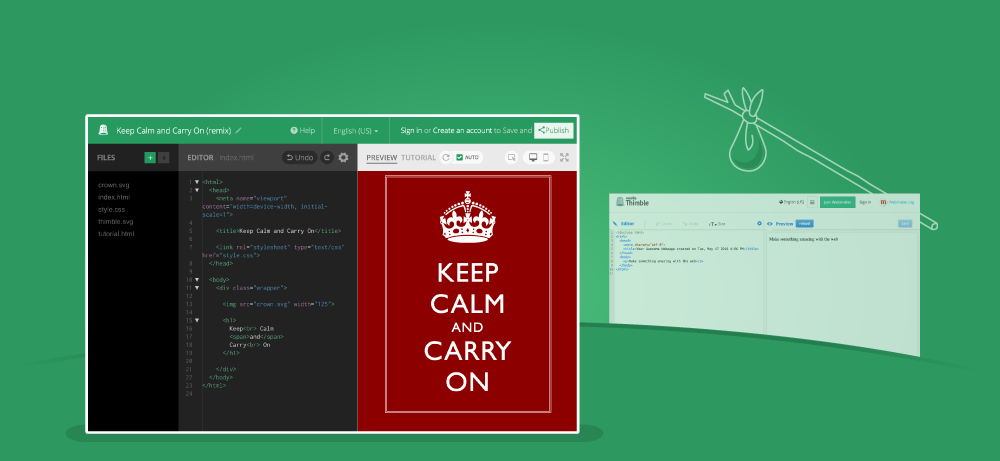 Keep Calm and Carry On (remix)
Help
English (US)
Sign in or Create an account to Save and
Publish
FILES
EDITOR index.html
Undo
PREVIEW TUTORIAL
AUTO
crown.svg
index.html
style.css
thimble.svg
tutorial.html
1 <html>
2 <head>
3 <meta name="viewport"
content="width=device-width, initial-
scale=1">
4
5 <title>Keep Calm and Carry On</title>
6
7 <link rel="stylesheet" type="text/css"
href="style.css">
8 </head>
9
10 <body>
11 <div class="wrapper">
12
13 <img src="crown.svg" width="125">
14
15 <h1>
16 Keep<br> Calm
17 <span>and</span>
18 Carry<br> On
19 </h1>
20
21 </div>
22 </body>
23 </html>
24
KEEP
CALM
AND
CARRY
ON
Thimble
English (US)
Join Webmaker
Sign in
Editor
Preview
Make something amazing with the web